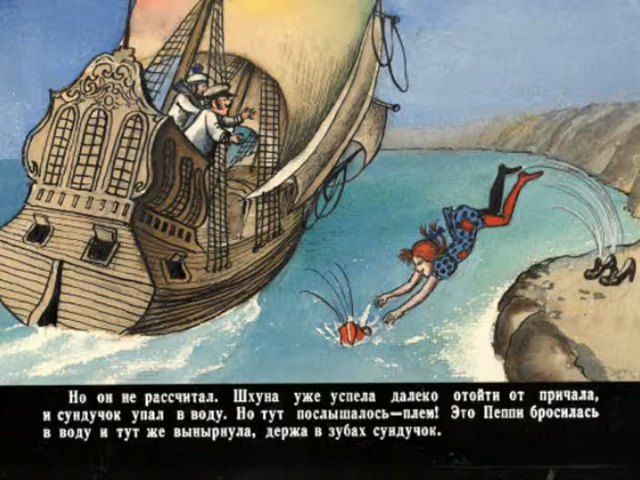 Но он не рассчитал. Шхуна уже успела далеко отойти от причала,
и сундучок упал в воду. Но тут послышалось—плем! Это Пеппи бросилась
в воду и тут же вынырнула, держа в зубах сундучок.